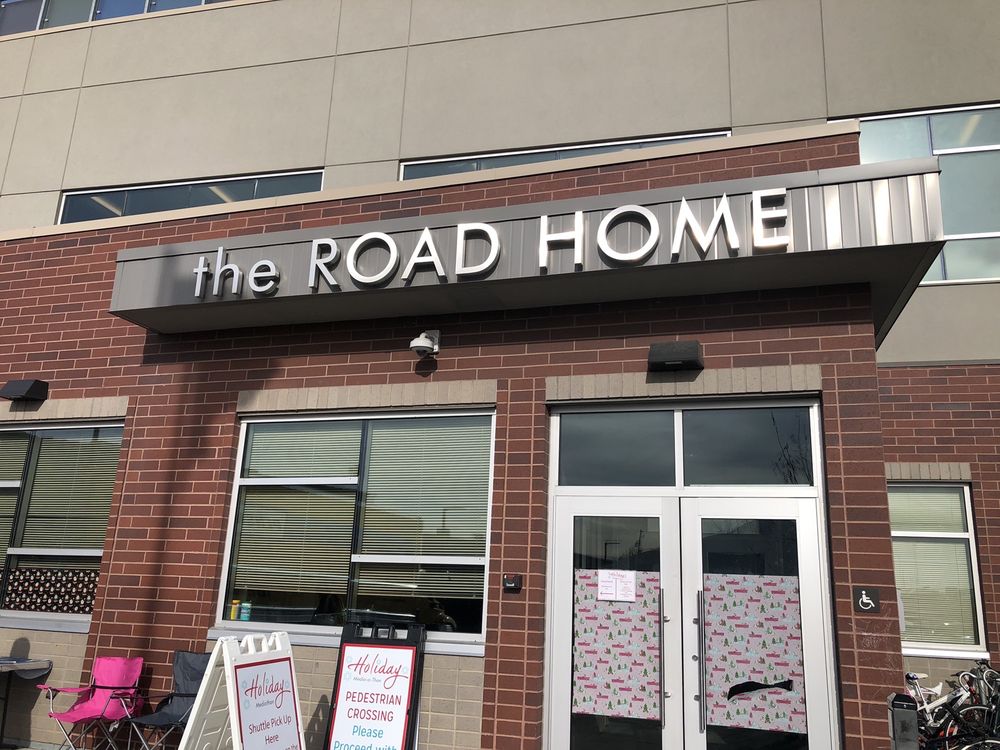 the ROAD HOME
Holiday
Shuttle Pick Up
Here
Holiday
PEDESTRIAN
CROSSING
Please
Proceed with